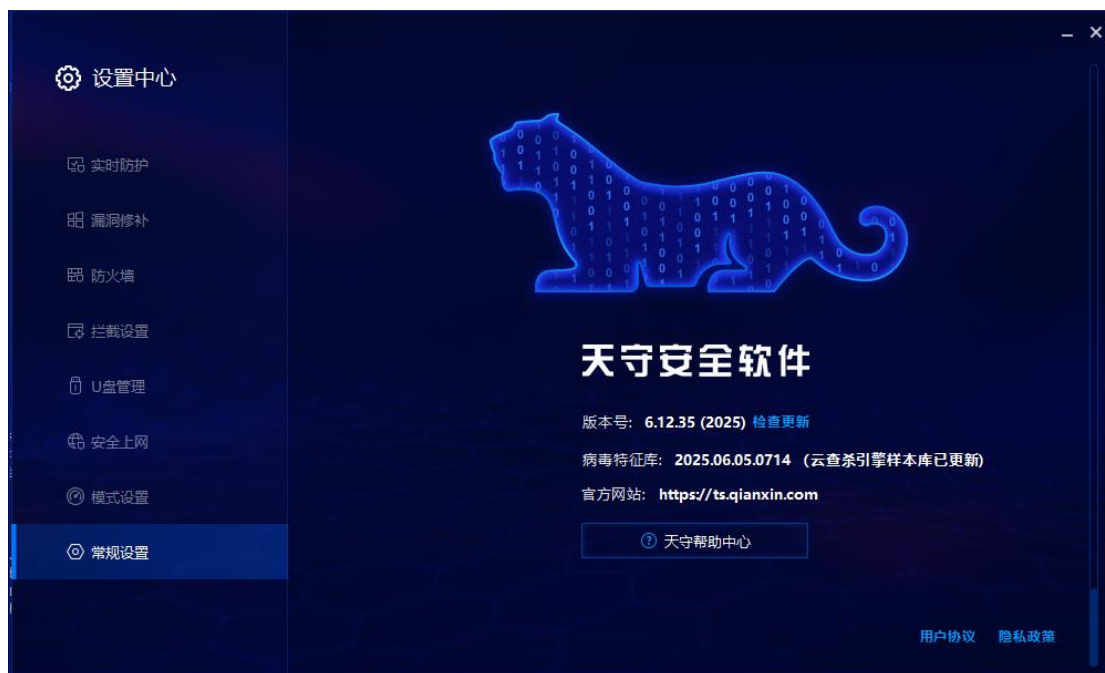 设置中心
实时防护
漏洞修补
防火墙
拦截设置
U盘管理
安全上网
模式设置
常规设置
天守安全软件
版本号: 6.12.35 (2025) 检查更新
病毒特征库: 2025.06.05.0714 (云查杀引擎样本库已更新)
官方网站: https://ts.qianxin.com
天守帮助中心
用户协议 隐私政策